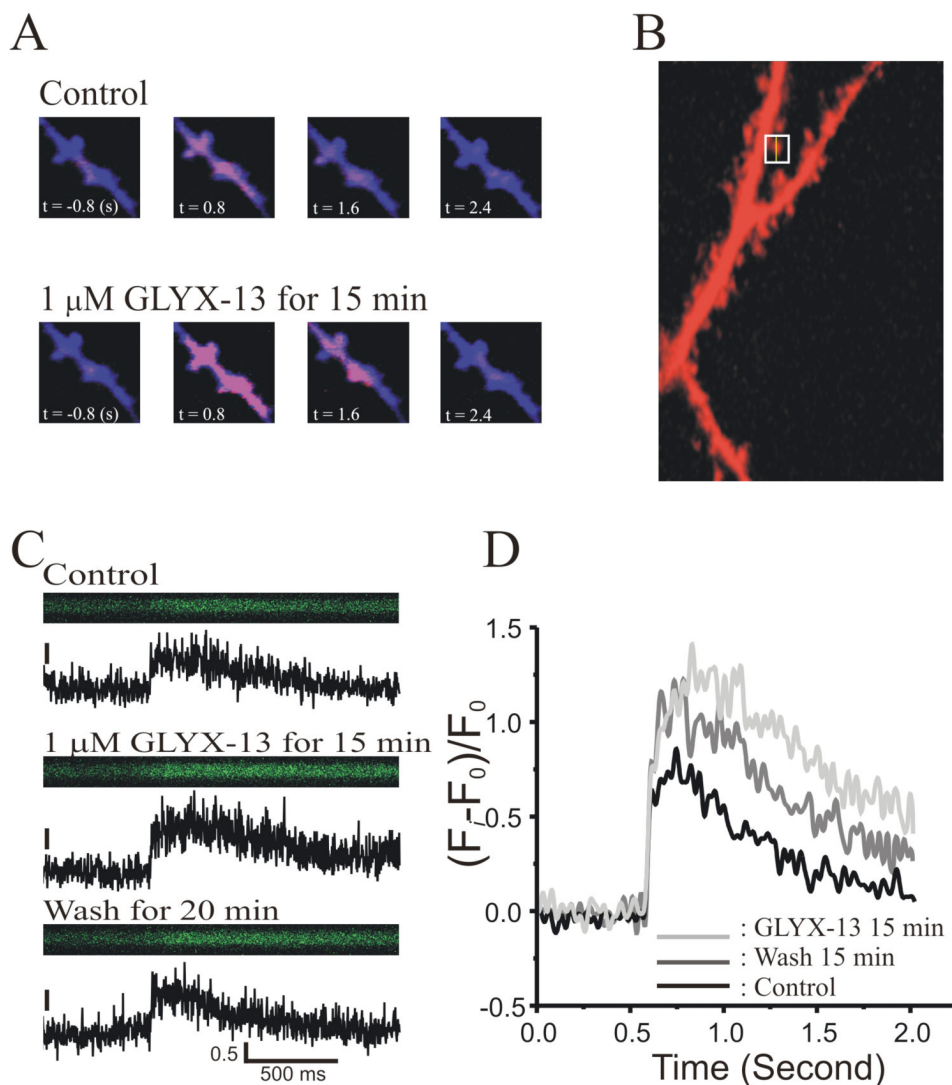 A
Control
t = -0.8 (s)
t = 0.8
t = 1.6
t = 2.4
1 μM GLYX-13 for 15 min
t = -0.8 (s)
t = 0.8
t = 1.6
t = 2.4
B
C
Control
1 μM GLYX-13 for 15 min
Wash for 20 min
0.5
500 ms
D
(Fi-F0)/F0
1.5
1.0
0.5
0.0
-0.5
: GLYX-13 15 min
: Wash 15 min
: Control
0.0 0.5 1.0 1.5 2.0
Time (Second)